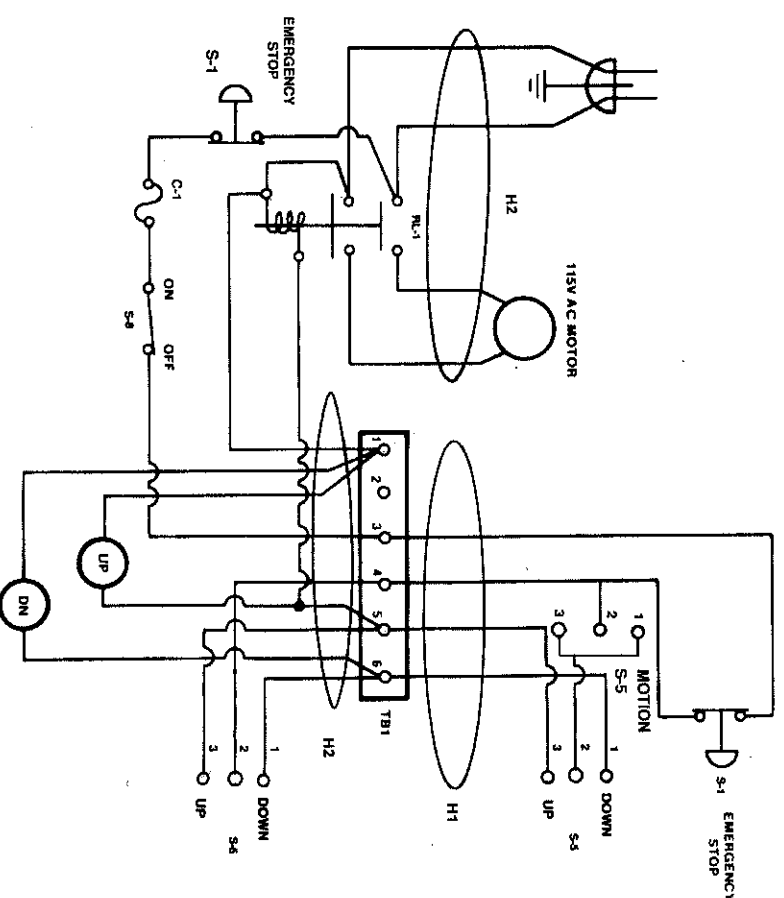 EMERGENCY
STOP
S-1
H2
RL-1
C-1
115V AC MOTOR
ON
S-8
OFF
1
2
3
4
5
6
TB1
UP
DN
H2
H1
1
2
3
MOTION
S-5
1
2
3
DOWN
S-5
UP
1
2
3
DOWN
S-6
UP
S-1
EMERGENCY
STOP